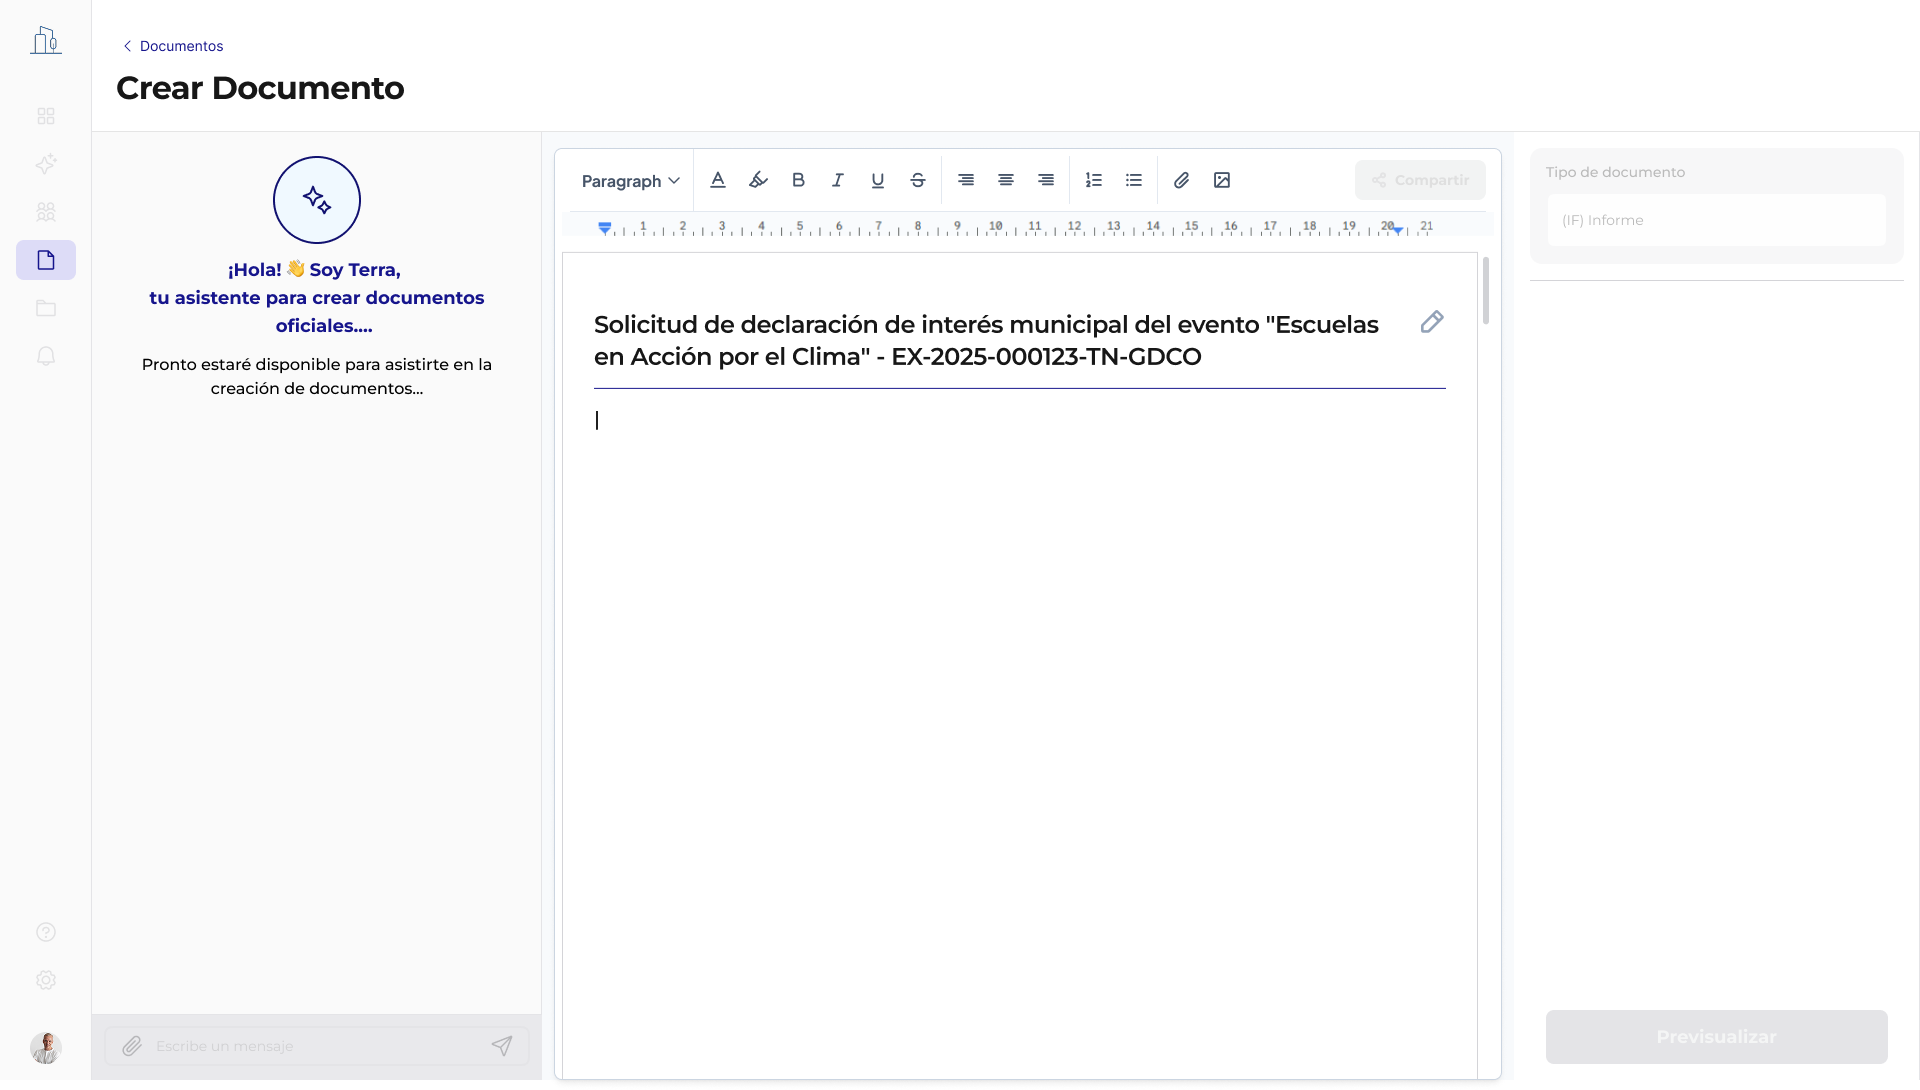 Documentos
Crear Documento
¡Hola! 👋 Soy Terra,
tu asistente para crear documentos
oficiales....
Pronto estaré disponible para asistirte en la
creación de documentos...
Escribe un mensaje
Paragraph
Compartir
1 2 3 4 5 6 7 8 9 10 11 12 13 14 15 16 17 18 19 20 21
Solicitud de declaración de interés municipal del evento "Escuelas
en Acción por el Clima" - EX-2025-000123-TN-GDCO
Tipo de documento
(IF) Informe
Previsualizar